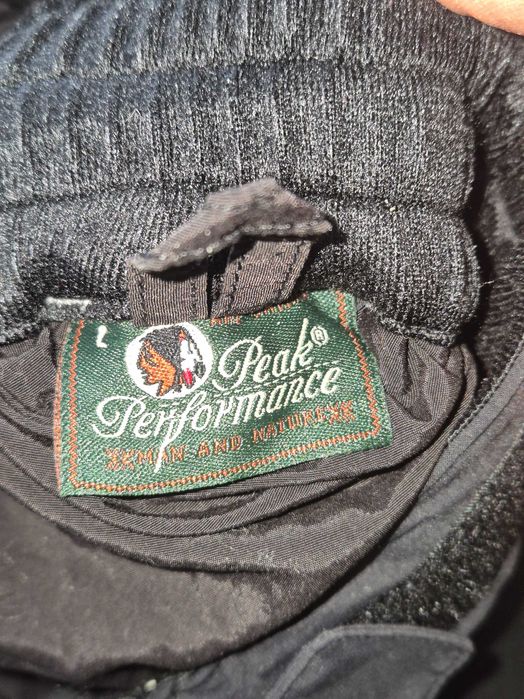 L
Peak®
Performance
MAN AND NATURE